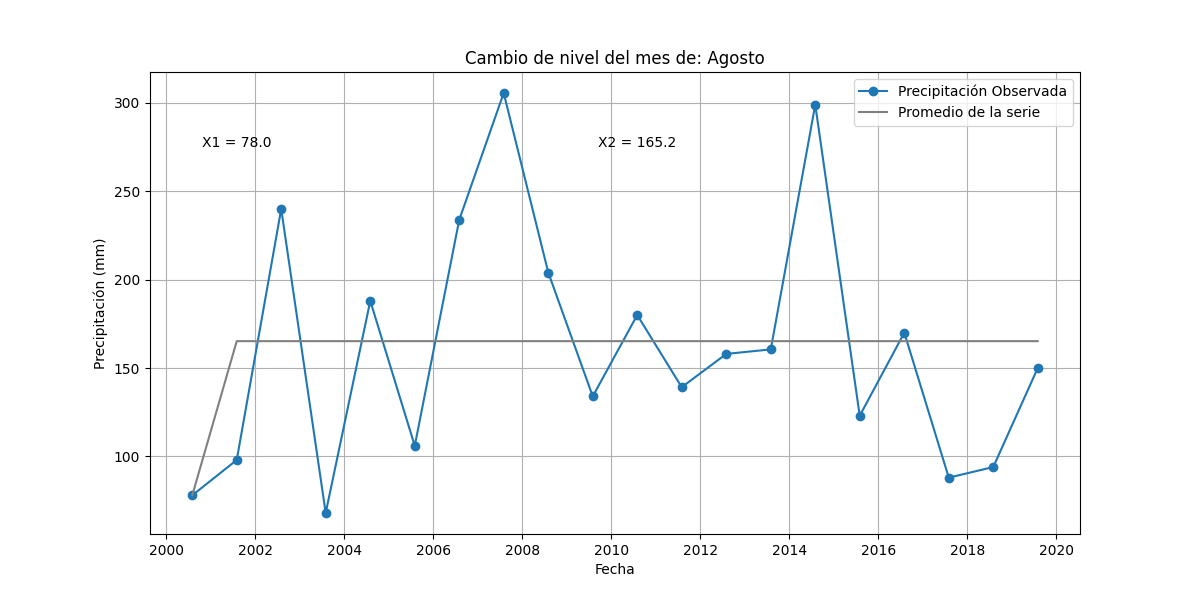 Cambio de nivel del mes de: Agosto
Precipitación Observada
Promedio de la serie
X1 = 78.0
X2 = 165.2
Precipitación (mm)
300
250
200
150
100
2000 2002 2004 2006 2008 2010 2012 2014 2016 2018 2020
Fecha